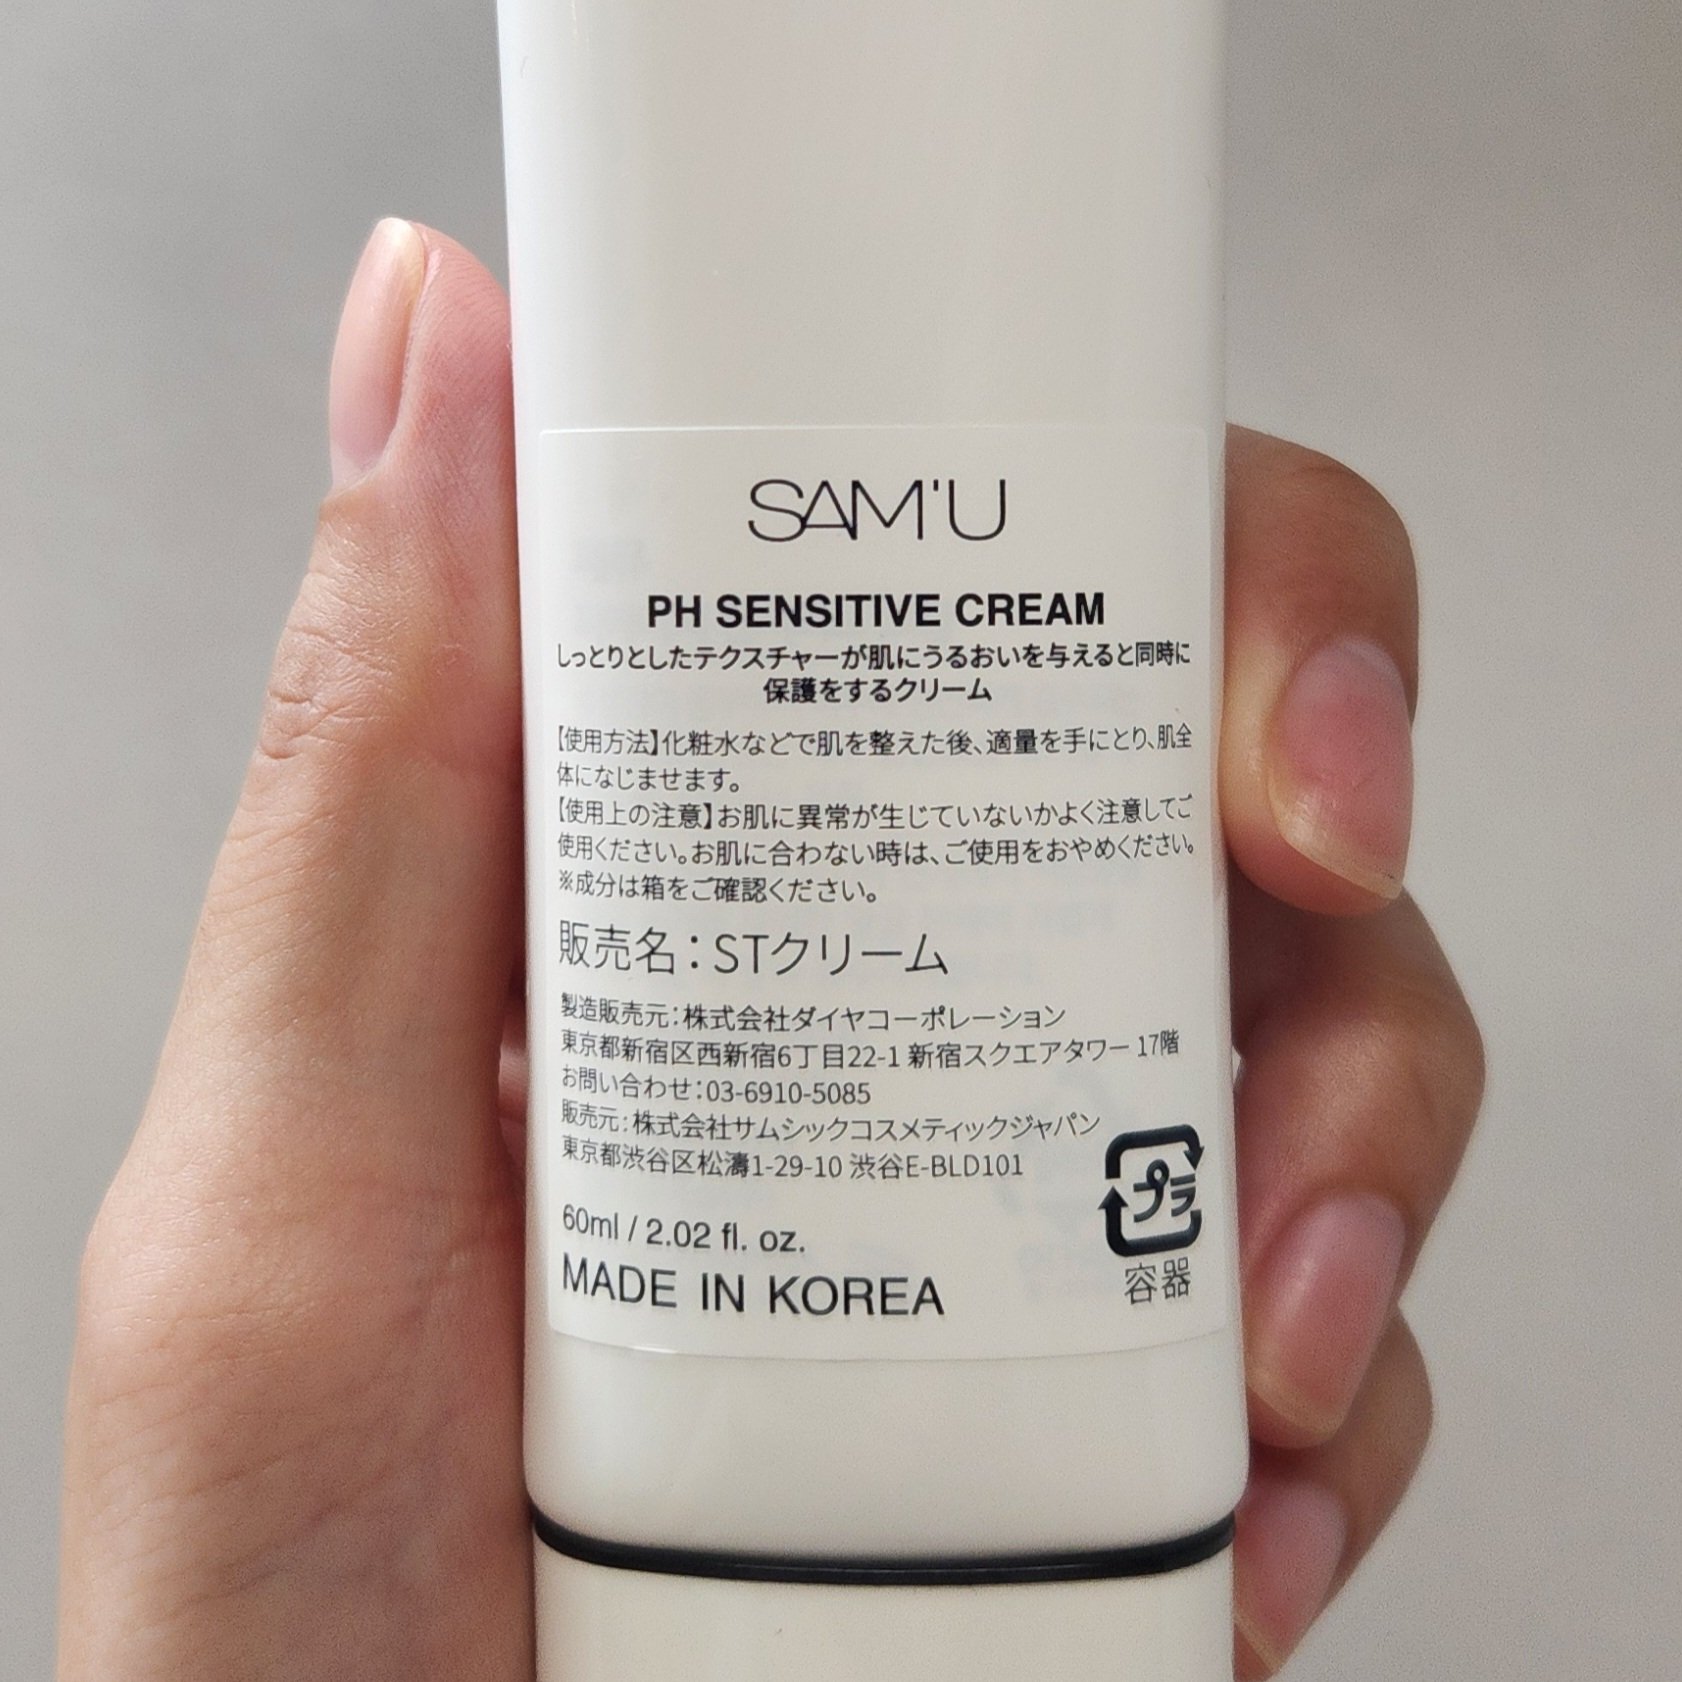 SAM'U
PH SENSITIVE CREAM
しっとりとしたテクスチャーが肌にうるおいを与えると同時に
保護をするクリーム
【使用方法】化粧水などで肌を整えた後、適量を手にとり、肌全
体になじませます。
【使用上の注意】お肌に異常が生じていないかよく注意してご
使用ください。お肌に合わない時は、ご使用をおやめください。
※成分は箱をご確認ください。
販売名：STクリーム
製造販売元：株式会社ダイヤコーポレーション
東京都新宿区西新宿6丁目22-1 新宿スクエアタワー 17階
お問い合わせ：03-6910-5085
販売元：株式会社サムシックコスメティックジャパン
東京都渋谷区松濤1-29-10 渋谷E-BLD101
プラ
容器
60ml / 2.02 fl. oz.
MADE IN KOREA